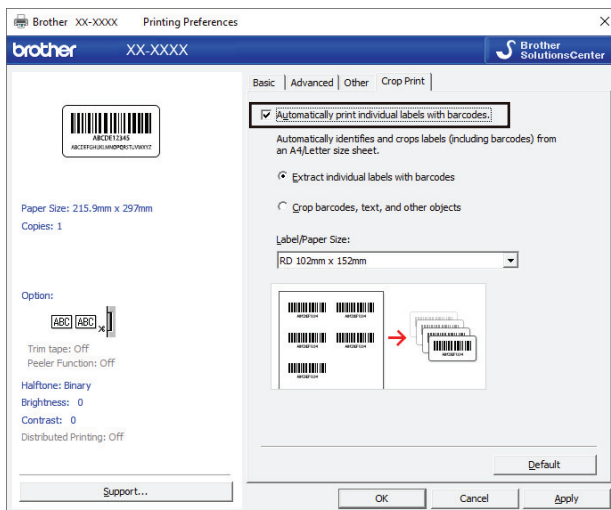 Brother XX-XXXX Printing Preferences
brother XX-XXXX
Brother
SolutionsCenter
ABCDE12345
ABCDEFGHIJKLMNOPQRSTUVWXYZ
Paper Size: 215.9mm x 297mm
Copies: 1
Option:
ABC ABC
Trim tape: Off
Peeler Function: Off
Halftone: Binary
Brightness: 0
Contrast: 0
Distributed Printing: Off
Support...
Basic Advanced Other Crop Print
Automatically print individual labels with barcodes.
Automatically identifies and crops labels (including barcodes) from
an A4/Letter size sheet.
Extract individual labels with barcodes
Crop barcodes, text, and other objects
Label/Paper Size:
RD 102mm x 152mm
Default
OK Cancel Apply